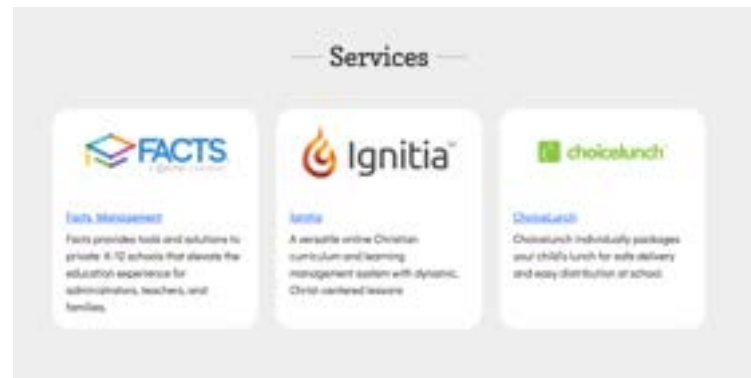 Services
FACTS
Ignitia™
choicelunch
Facts Management
Facts provides tools and solutions to
private K-12 schools that elevate the
education experience for
administrators, teachers, and
families.
Ignitia
A versatile online Christian
curriculum and learning
management system with dynamic,
Christ-centered lessons
ChoiceLunch
Choicelunch individually packages
your child's lunch for safe delivery
and easy distribution at school.